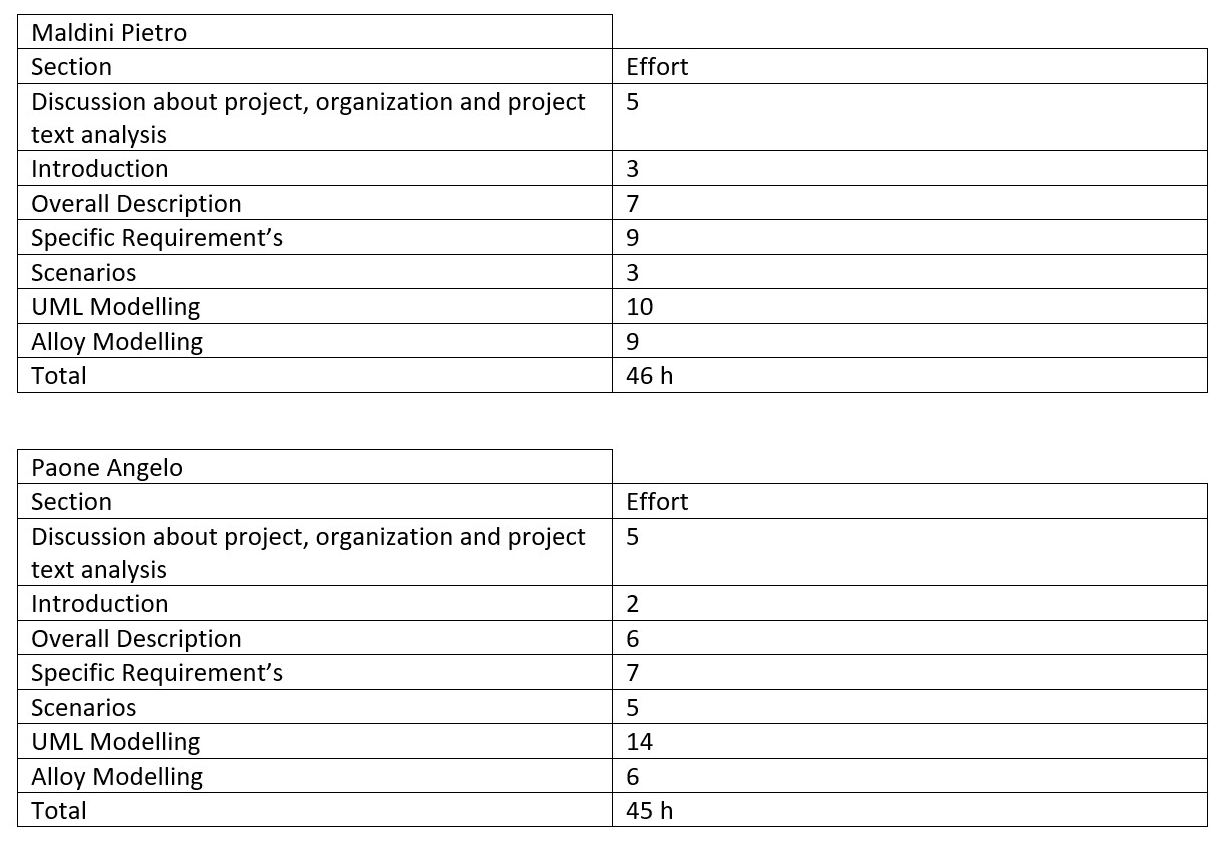 Maldini Pietro
Section Effort
Discussion about project, organization and project 5
text analysis
Introduction 3
Overall Description 7
Specific Requirement’s 9
Scenarios 3
UML Modelling 10
Alloy Modelling 9
Total 46 h
Paone Angelo
Section Effort
Discussion about project, organization and project 5
text analysis
Introduction 2
Overall Description 6
Specific Requirement’s 7
Scenarios 5
UML Modelling 14
Alloy Modelling 6
Total 45 h